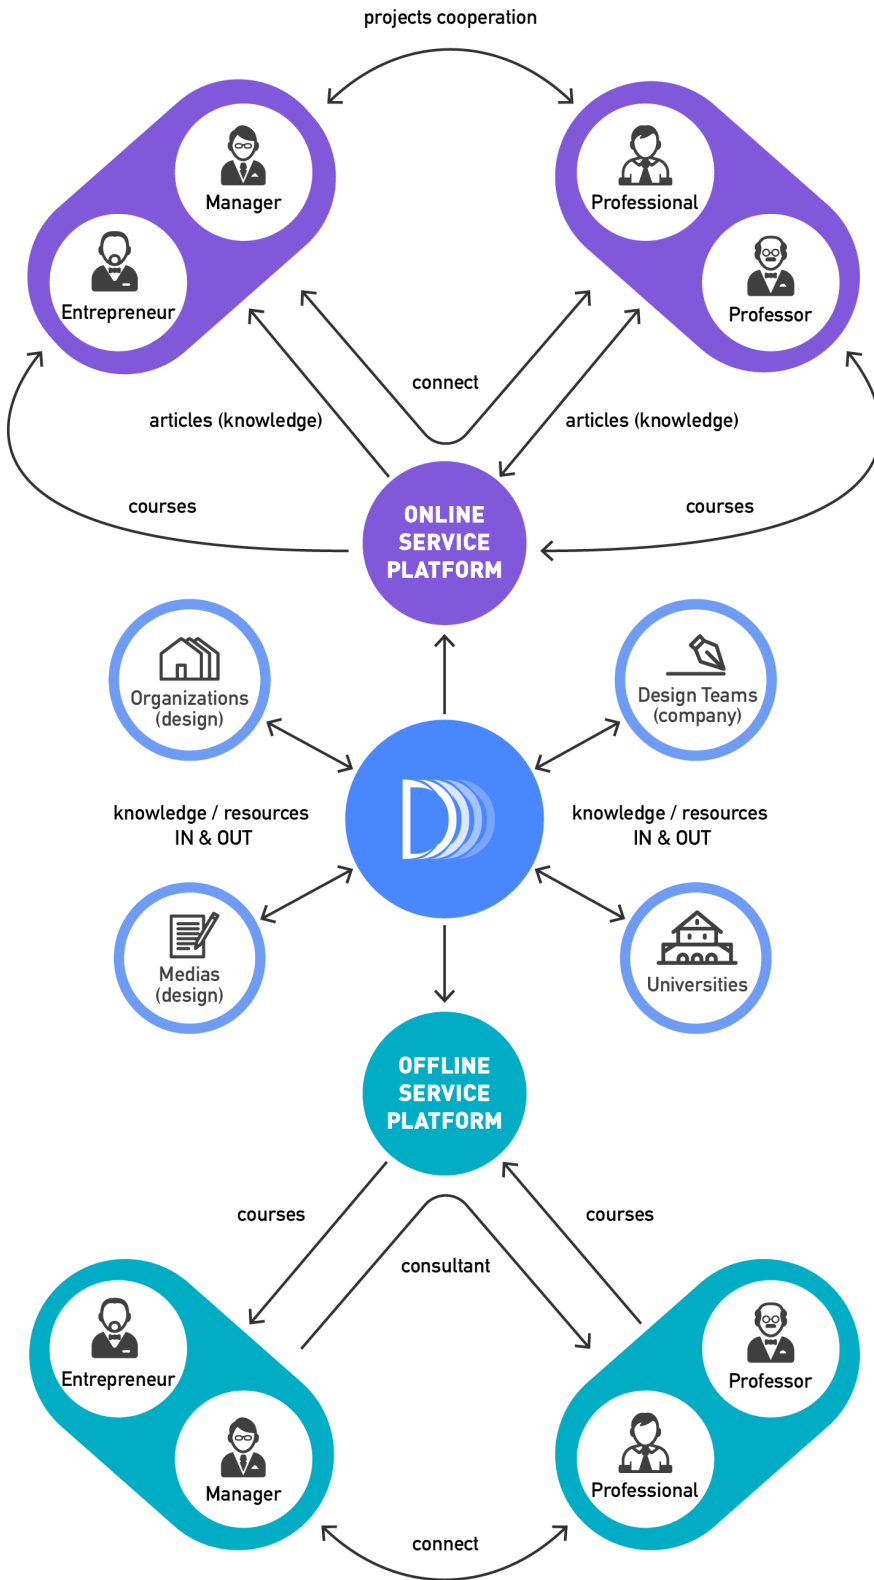 projects cooperation
Manager
Professional
Entrepreneur
Professor
connect
articles (knowledge)
articles (knowledge)
courses
courses
ONLINE
SERVICE
PLATFORM
Organizations
(design)
Design Teams
(company)
knowledge / resources
IN & OUT
knowledge / resources
IN & OUT
Medias
(design)
Universities
OFFLINE
SERVICE
PLATFORM
courses
courses
consultant
Entrepreneur
Professor
Manager
Professional
connect